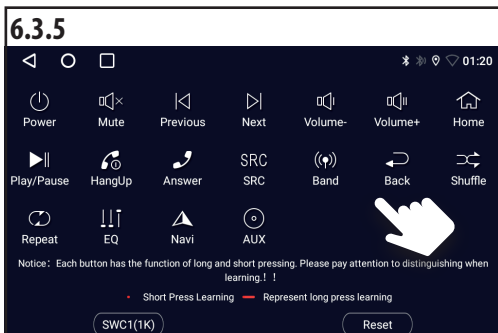 6.3.5
01:20
Power Mute Previous Next Volume- Volume+ Home
SRC
Play/Pause HangUp Answer SRC Band Back Shuffle
Repeat EQ Navi AUX
Notice：Each button has the function of long and short pressing. Please pay attention to distinguishing when
learning.！！
Short Press Learning Represent long press learning
SWC1(1K) Reset